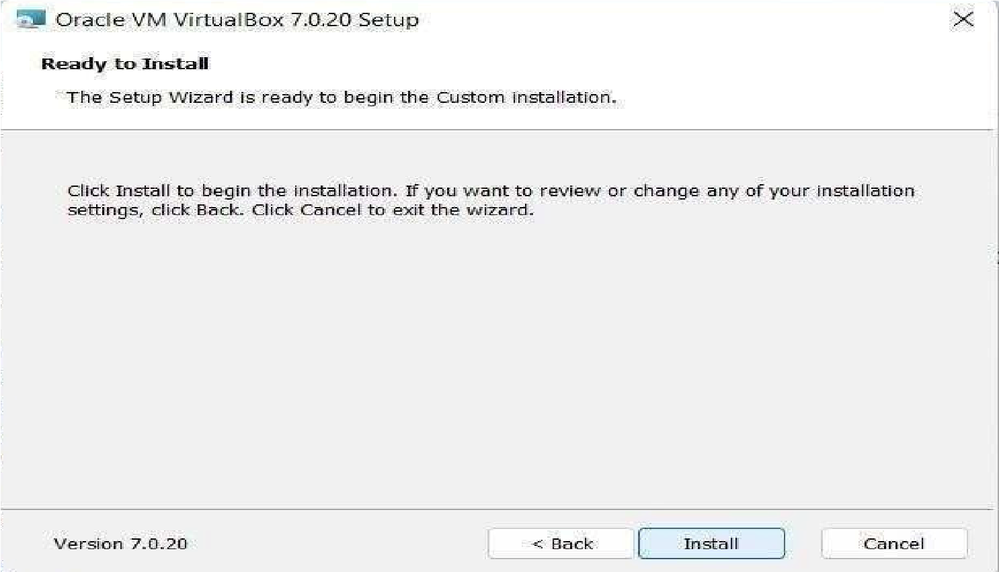 Oracle VM VirtualBox 7.0.20 Setup
Ready to Install
The Setup Wizard is ready to begin the Custom installation.
Click Install to begin the installation. If you want to review or change any of your installation
settings, click Back. Click Cancel to exit the wizard.
Version 7.0.20
< Back
Install
Cancel